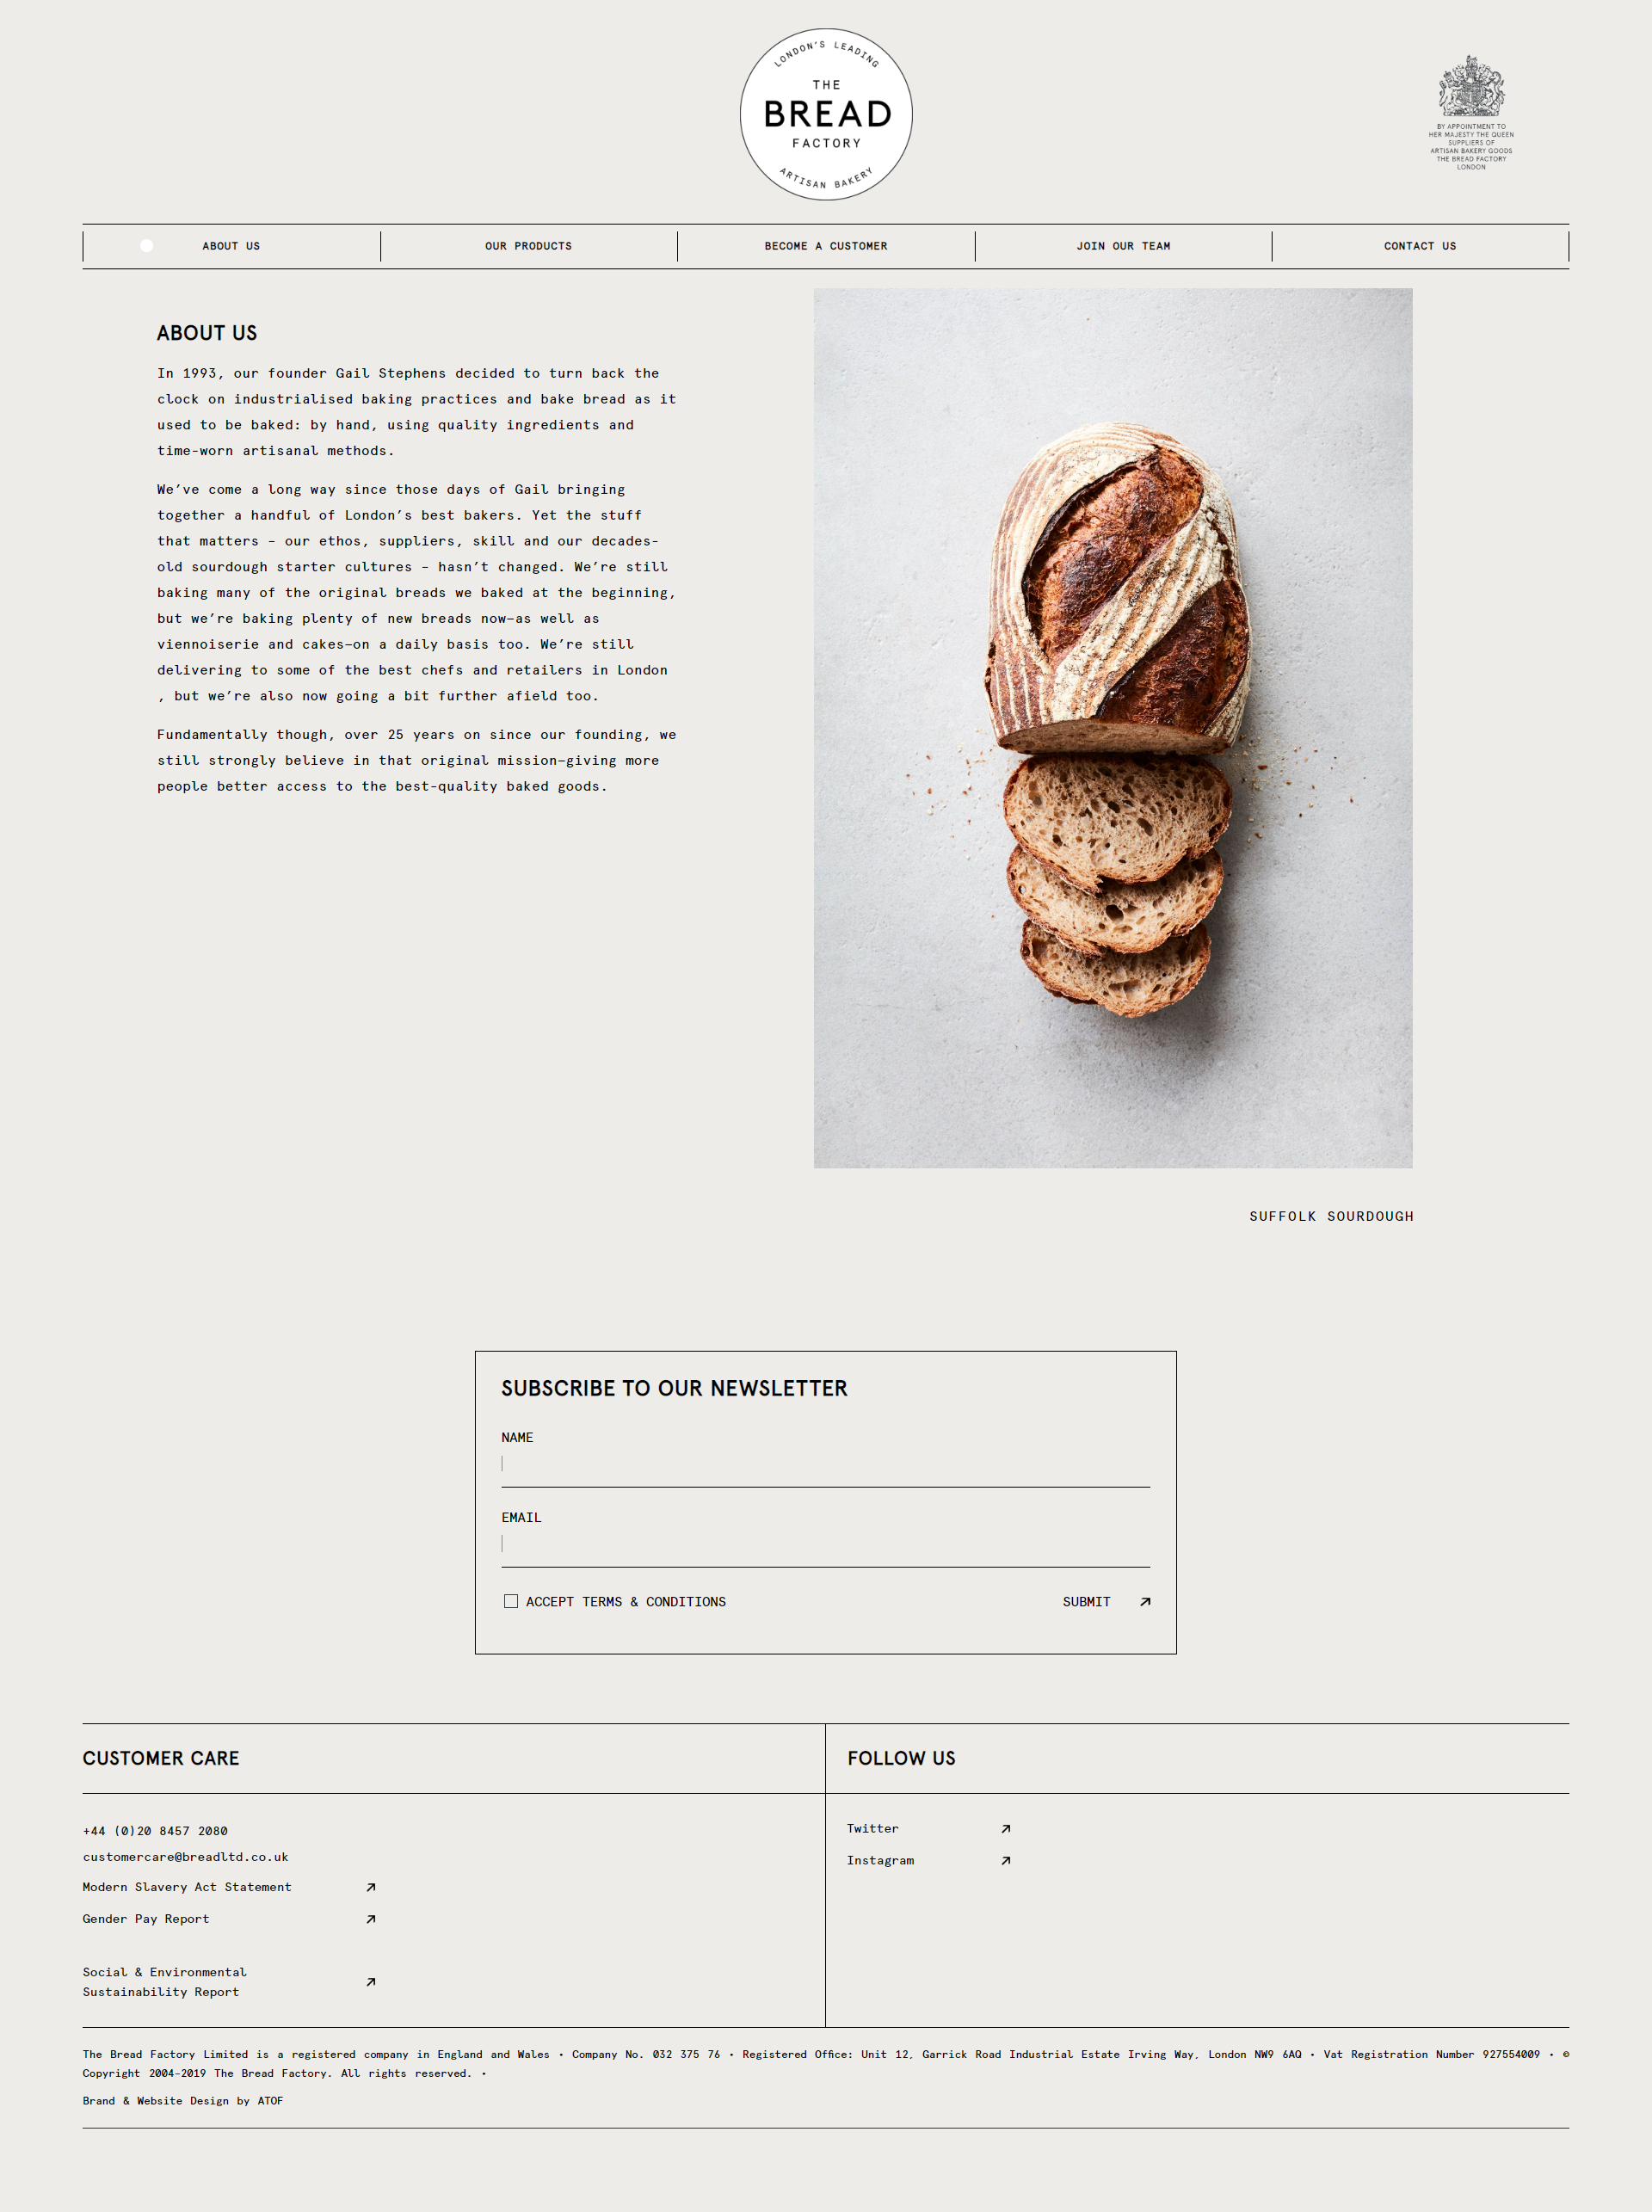 LONDON'S LEADING
THE
BREAD
FACTORY
ARTISAN BAKERY
BY APPOINTMENT TO
HER MAJESTY THE QUEEN
SUPPLIERS OF
ARTISAN BAKERY GOODS
THE BREAD FACTORY
LONDON
ABOUT US
OUR PRODUCTS
BECOME A CUSTOMER
JOIN OUR TEAM
CONTACT US
ABOUT US
In 1993, our founder Gail Stephens decided to turn back the
clock on industrialised baking practices and bake bread as it
used to be baked: by hand, using quality ingredients and
time-worn artisanal methods.
We’ve come a long way since those days of Gail bringing
together a handful of London’s best bakers. Yet the stuff
that matters – our ethos, suppliers, skill and our decades-
old sourdough starter cultures – hasn’t changed. We’re still
baking many of the original breads we baked at the beginning,
but we’re baking plenty of new breads now—as well as
viennoiserie and cakes—on a daily basis too. We’re still
delivering to some of the best chefs and retailers in London
, but we’re also now going a bit further afield too.
Fundamentally though, over 25 years on since our founding, we
still strongly believe in that original mission—giving more
people better access to the best-quality baked goods.
SUFFOLK SOURDOUGH
SUBSCRIBE TO OUR NEWSLETTER
NAME
EMAIL
ACCEPT TERMS & CONDITIONS
SUBMIT
CUSTOMER CARE
+44 (0)20 8457 2080
customercare@breadltd.co.uk
Modern Slavery Act Statement
Gender Pay Report
Social & Environmental
Sustainability Report
FOLLOW US
Twitter
Instagram
The Bread Factory Limited is a registered company in England and Wales • Company No. 032 375 76 • Registered Office: Unit 12, Garrick Road Industrial Estate Irving Way, London NW9 6AQ • Vat Registration Number 927554009 • ©
Copyright 2004–2019 The Bread Factory. All rights reserved. •
Brand & Website Design by ATOF